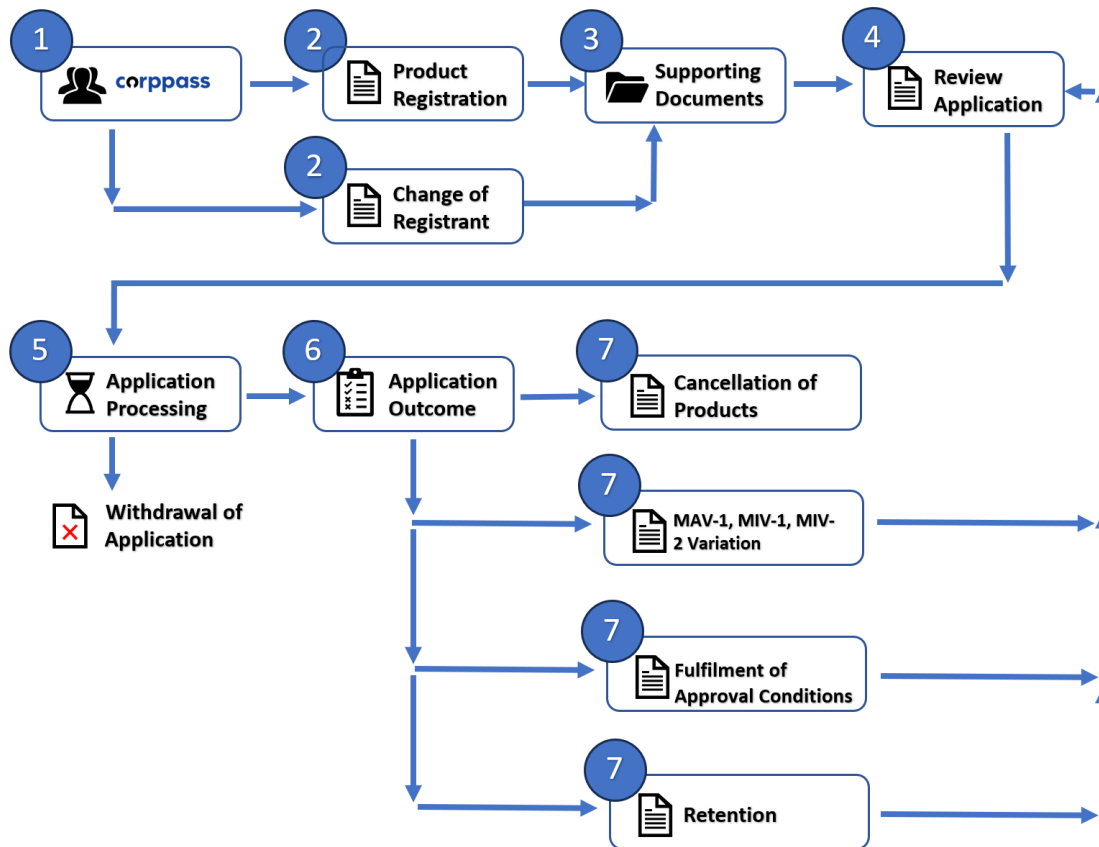 1
corppass
2
Product
Registration
3
Supporting
Documents
4
Review
Application
2
Change of
Registrant
5
Application
Processing
6
Application
Outcome
7
Cancellation of
Products
Withdrawal of
Application
7
MAV-1, MIV-1, MIV-
2 Variation
7
Fulfilment of
Approval Conditions
7
Retention